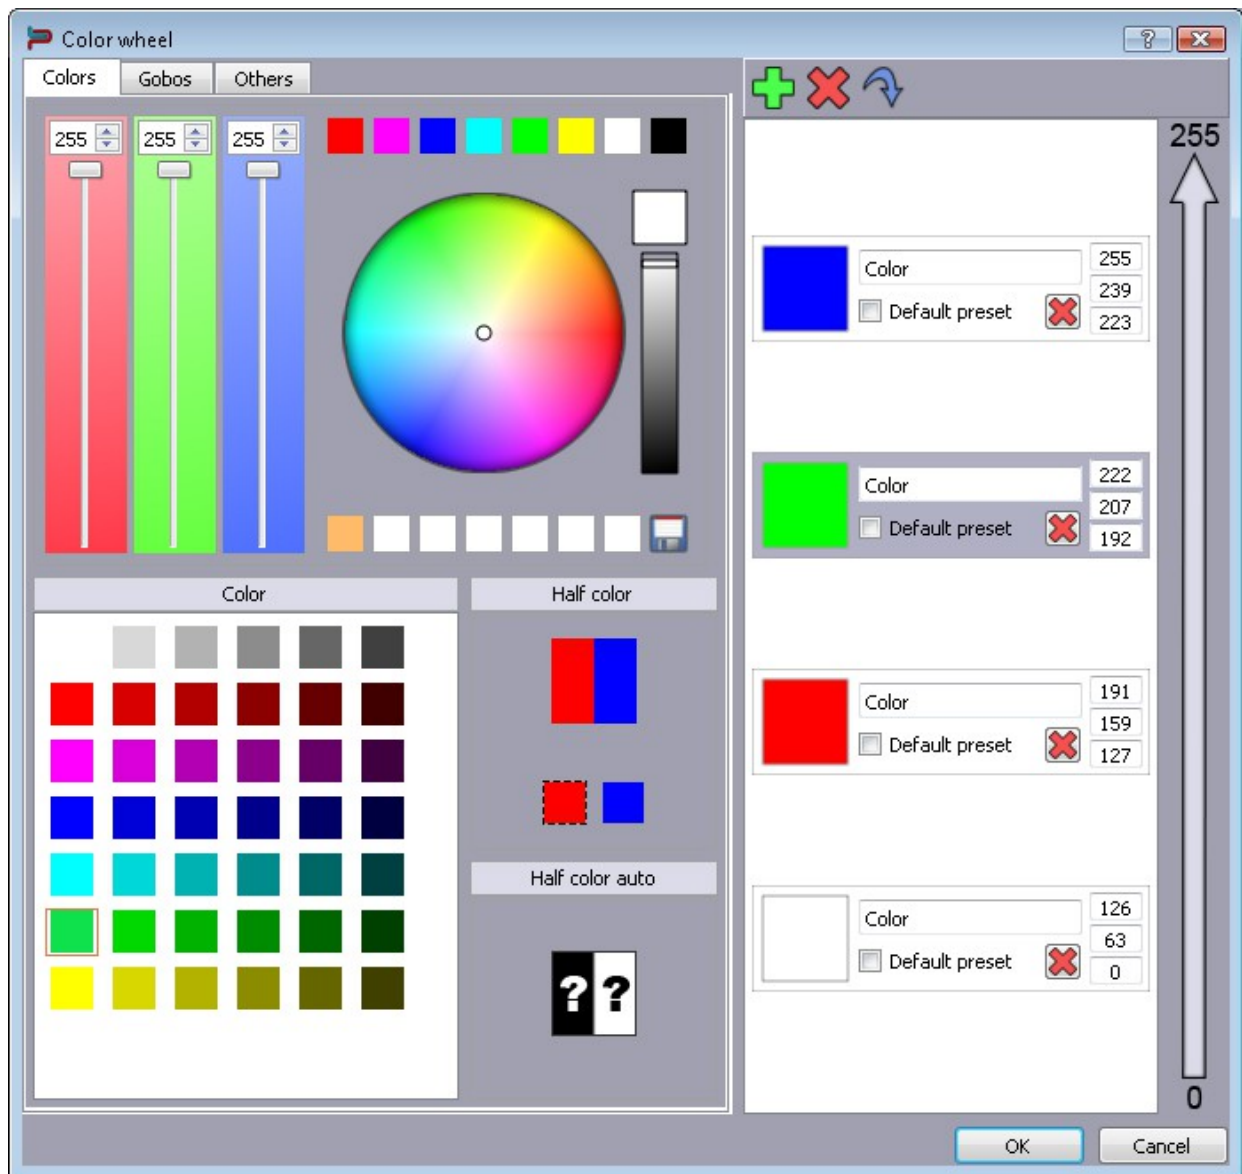 Color wheel
?
Colors Gobos Others
255 255 255
255
Color
255
Default preset
239
223
Color
222
Default preset
207
192
Color Half color
Color
191
Default preset
159
127
Half color auto
Color
126
Default preset
63
0
? ?
0
OK Cancel